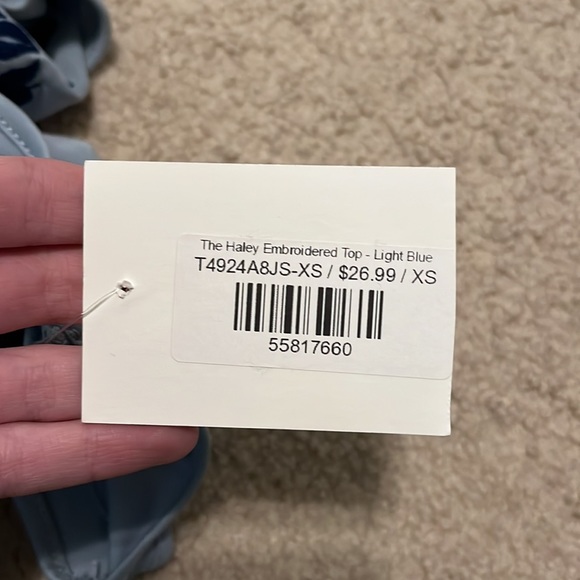 The Haley Embroidered Top - Light Blue
T4924A8JS-XS / $26.99 / XS
55817660